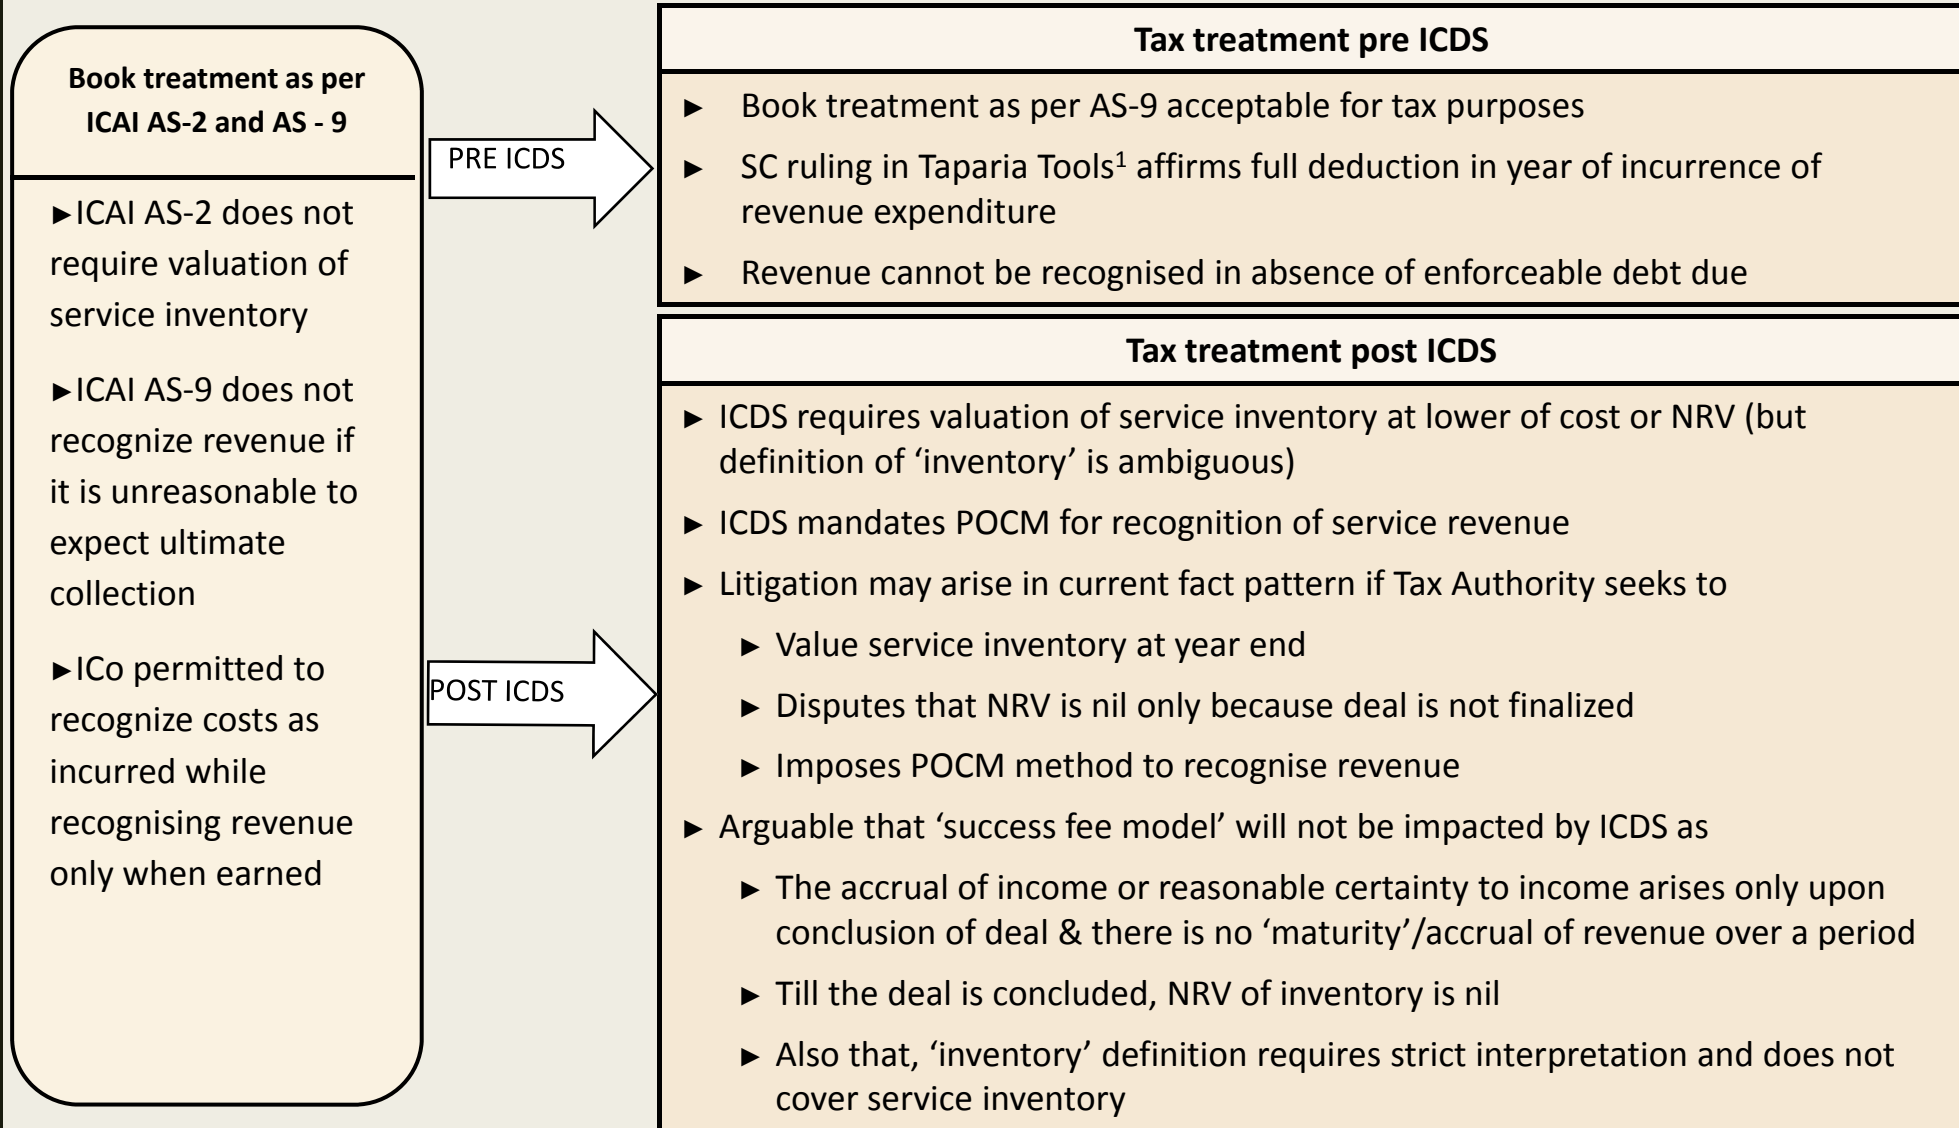 Book treatment as per
ICAI AS-2 and AS - 9
►ICAI AS-2 does not
require valuation of
service inventory
►ICAI AS-9 does not
recognize revenue if
it is unreasonable to
expect ultimate
collection
►ICo permitted to
recognize costs as
incurred while
recognising revenue
only when earned
PRE ICDS
POST ICDS
Tax treatment pre ICDS
► Book treatment as per AS-9 acceptable for tax purposes
► SC ruling in Taparia Tools¹ affirms full deduction in year of incurrence of
revenue expenditure
► Revenue cannot be recognised in absence of enforceable debt due
Tax treatment post ICDS
► ICDS requires valuation of service inventory at lower of cost or NRV (but
definition of ‘inventory’ is ambiguous)
► ICDS mandates POCM for recognition of service revenue
► Litigation may arise in current fact pattern if Tax Authority seeks to
► Value service inventory at year end
► Disputes that NRV is nil only because deal is not finalized
► Imposes POCM method to recognise revenue
► Arguable that ‘success fee model’ will not be impacted by ICDS as
► The accrual of income or reasonable certainty to income arises only upon
conclusion of deal & there is no ‘maturity’/accrual of revenue over a period
► Till the deal is concluded, NRV of inventory is nil
► Also that, ‘inventory’ definition requires strict interpretation and does not
cover service inventory